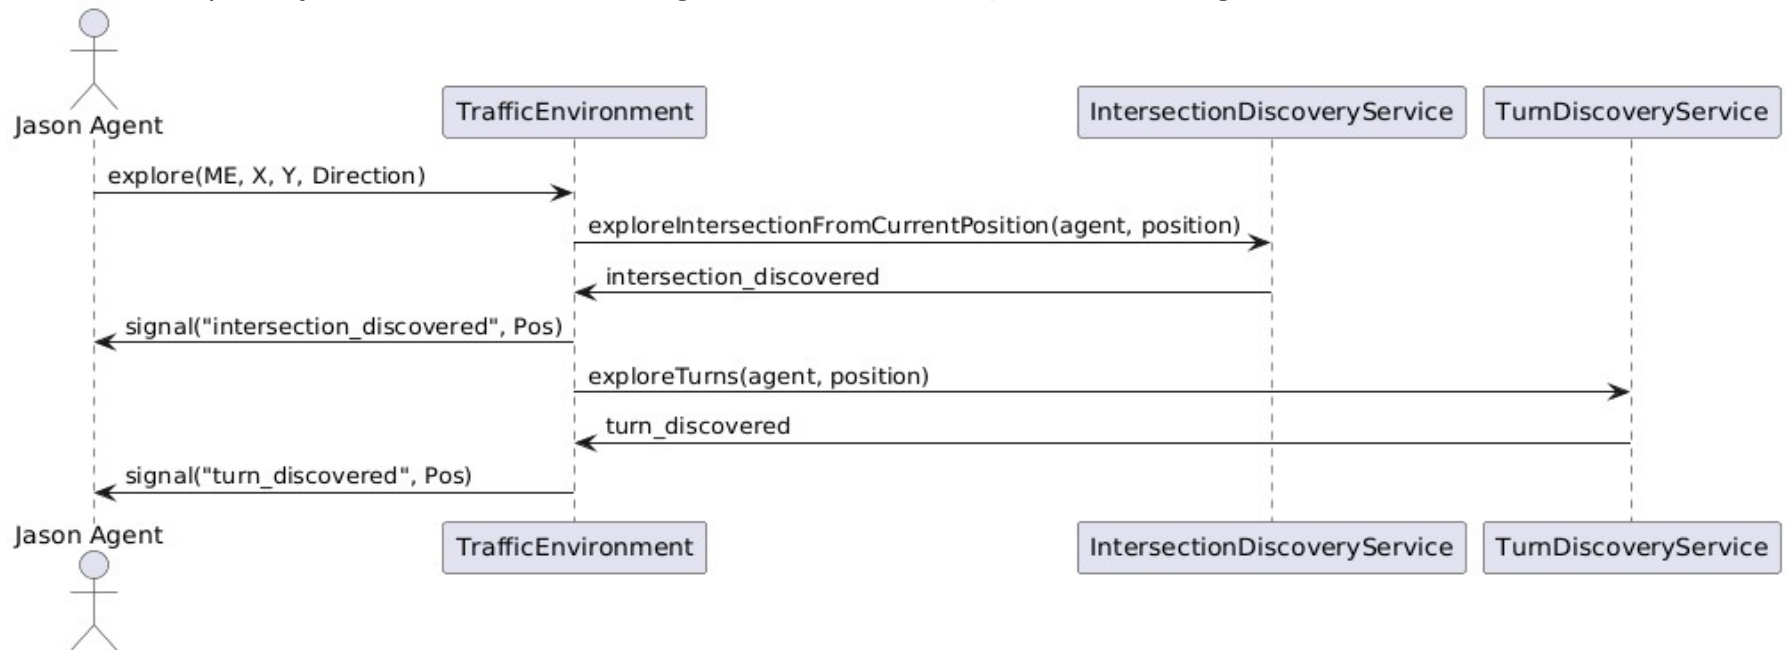 Jason Agent
TrafficEnvironment
IntersectionDiscoveryService
TurnDiscoveryService
explore(ME, X, Y, Direction)
exploreIntersectionFromCurrentPosition(agent, position)
intersection_discovered
signal("intersection_discovered", Pos)
exploreTurns(agent, position)
turn_discovered
signal("turn_discovered", Pos)
Jason Agent
TrafficEnvironment
IntersectionDiscoveryService
TurnDiscoveryService